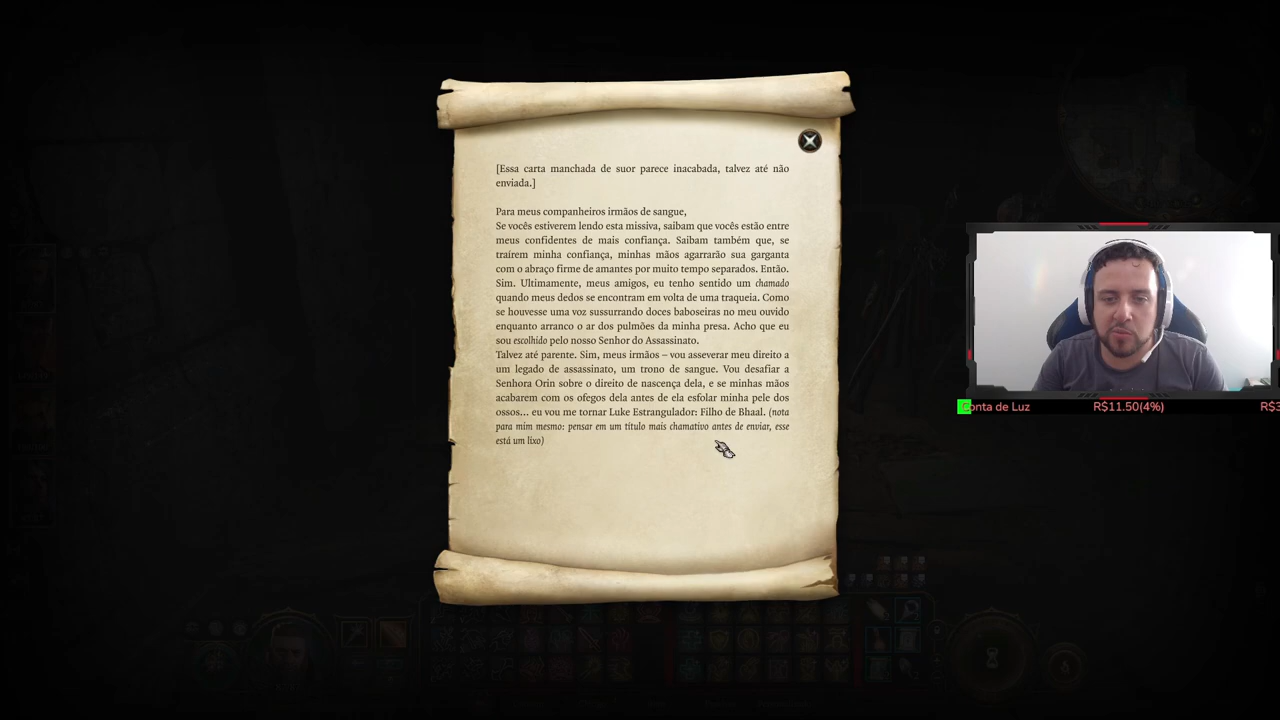 [Essa carta manchada de suor parece inacabada, talvez até não
enviada.]
Para meus companheiros irmãos de sangue,
Se vocês estiverem lendo esta missiva, saibam que vocês estão entre
meus confidentes de mais confiança. Saibam também que, se
traírem minha confiança, minhas mãos agarrarão sua garganta
com o abraço firme de amantes por muito tempo separados. Então.
Sim. Ultimamente, meus amigos, eu tenho sentido um chamado
quando meus dedos se encontram em volta de uma traqueia. Como
se houvesse uma voz sussurrando doces baboseiras no meu ouvido
enquanto arranco o ar dos pulmões da minha presa. Acho que eu
sou escolhido pelo nosso Senhor do Assassinato.
Talvez até parente. Sim, meus irmãos – vou asseverar meu direito a
um legado de assassinato, um trono de sangue. Vou desafiar a
Senhora Orin sobre o direito de nascença dela, e se minhas mãos
acabarem com os ofegos dela antes de ela esfolar minha pele dos
ossos... eu vou me tornar Luke Estrangulador: Filho de Bhaal. (nota
para mim mesmo: pensar em um título mais chamativo antes de enviar, esse
está um lixo)
Conta de Luz R$11.50(4%)